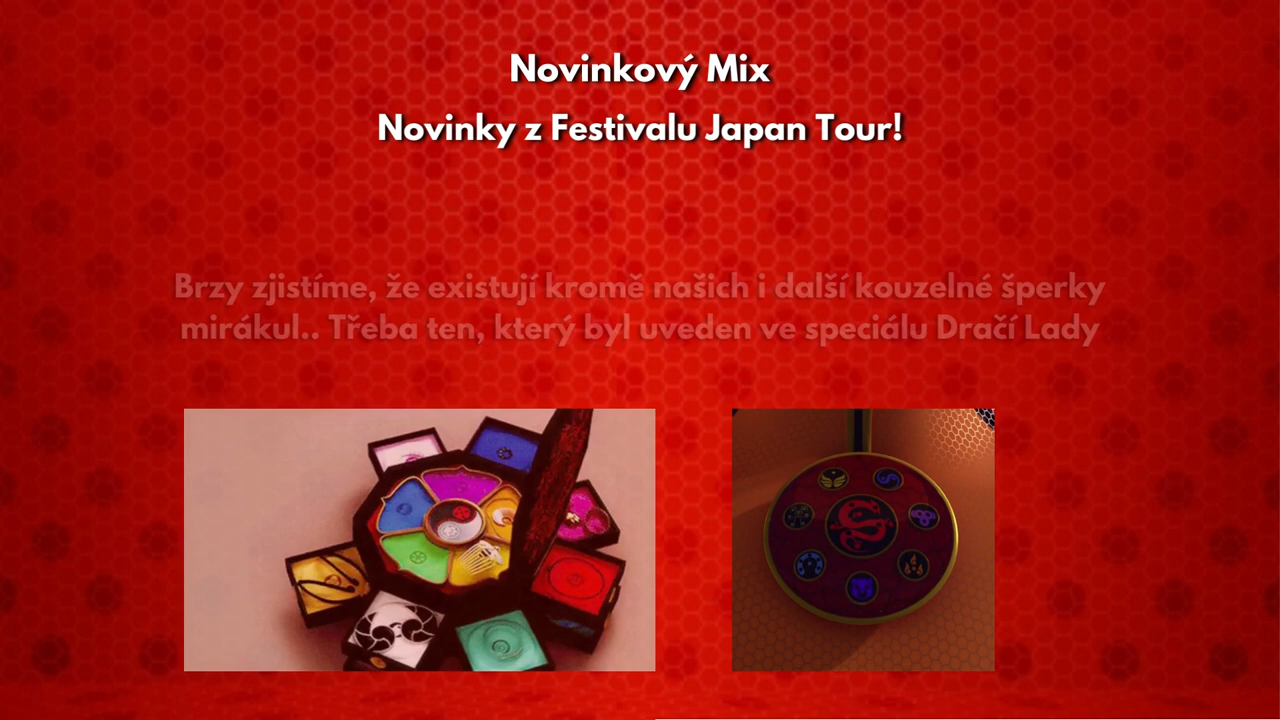 Novinkový Mix
Novinky z Festivalu Japan Tour!
Brzy zjistíme, že existují kromě našich i další kouzelné šperky
mirákul.. Třeba ten, který byl uveden ve speciálu Dračí Lady